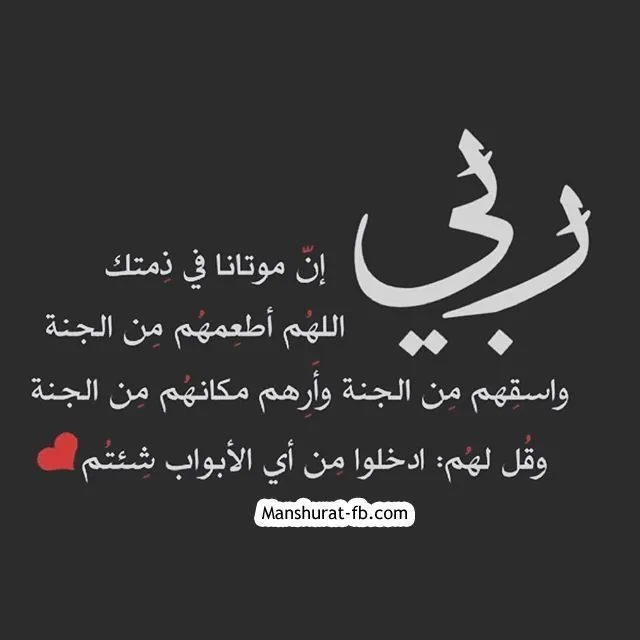 ربي
إنّ موتانا في ذِمتك
اللهُم أطعِمهُم مِن الجنة
واسقِهم مِن الجنة وأَرِهم مكانهُم مِن الجنة
وقُل لهُم: ادخلوا مِن أي الأبواب شِئتُم
Manshurat-fb.com